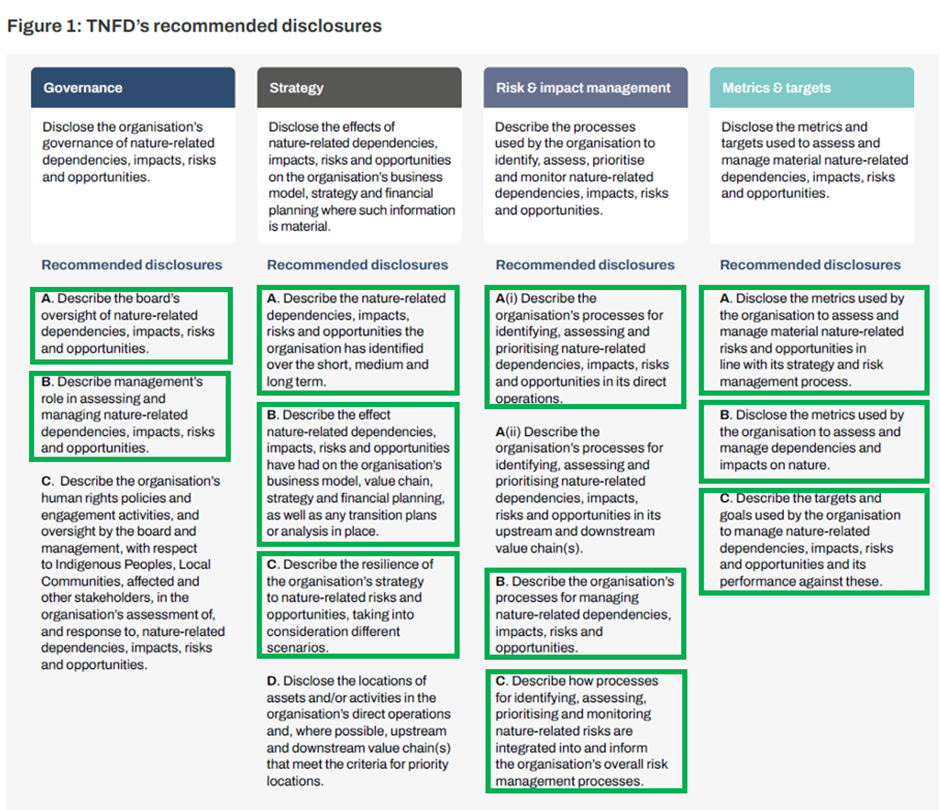 Figure 1: TNFD's recommended disclosures
Governance
Disclose the organisation's
governance of nature-related
dependencies, impacts, risks
and opportunities.
Recommended disclosures
A. Describe the board's
oversight of nature-related
dependencies, impacts, risks
and opportunities.
B. Describe management's
role in assessing and
managing nature-related
dependencies, impacts, risks
and opportunities.
C. Describe the organisation's
human rights policies and
engagement activities, and
oversight by the board and
management, with respect
to Indigenous Peoples, Local
Communities, affected and
other stakeholders, in the
organisation's assessment of,
and response to, nature-related
dependencies, impacts, risks
and opportunities.
Strategy
Disclose the effects of
nature-related dependencies,
impacts, risks and opportunities
on the organisation's business
model, strategy and financial
planning where such information
is material.
Recommended disclosures
A. Describe the nature-related
dependencies, impacts,
risks and opportunities the
organisation has identified
over the short, medium and
long term.
B. Describe the effect
nature-related dependencies,
impacts, risks and opportunities
have had on the organisation's
business model, value chain,
strategy and financial planning,
as well as any transition plans
or analysis in place.
C. Describe the resilience of
the organisation's strategy
to nature-related risks and
opportunities, taking into
consideration different
scenarios.
D. Disclose the locations of
assets and/or activities in the
organisation's direct operations
and, where possible, upstream
and downstream value chain(s)
that meet the criteria for priority
locations.
Risk & impact management
Describe the processes
used by the organisation to
identify, assess, prioritise
and monitor nature-related
dependencies, impacts, risks
and opportunities.
Recommended disclosures
A(i) Describe the
organisation's processes for
identifying, assessing and
prioritising nature-related
dependencies, impacts, risks
and opportunities in its direct
operations.
A(ii) Describe the
organisation's processes for
identifying, assessing and
prioritising nature-related
dependencies, impacts,
risks and opportunities in its
upstream and downstream
value chain(s).
B. Describe the organisation's
processes for managing
nature-related dependencies,
impacts, risks and
opportunities.
C. Describe how processes
for identifying, assessing,
prioritising and monitoring
nature-related risks are
integrated into and inform
the organisation's overall risk
management processes.
Metrics & targets
Disclose the metrics and
targets used to assess and
manage material nature-related
dependencies, impacts, risks
and opportunities.
Recommended disclosures
A. Disclose the metrics used by
the organisation to assess and
manage material nature-related
risks and opportunities in
line with its strategy and risk
management process.
B. Disclose the metrics used by
the organisation to assess and
manage dependencies and
impacts on nature.
C. Describe the targets and
goals used by the organisation
to manage nature-related
dependencies, impacts, risks
and opportunities and its
performance against these.